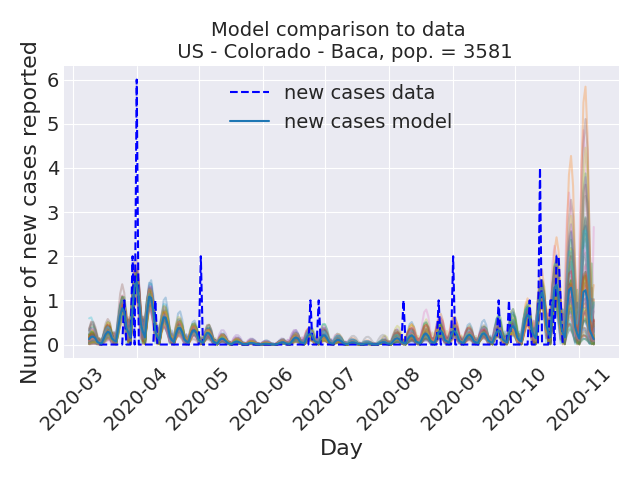 Model comparison to data
US - Colorado - Baca, pop. = 3581
Number of new cases reported
6
5
4
3
2
1
0
new cases data
new cases model
2020-03
2020-04
2020-05
2020-06
2020-07
2020-08
2020-09
2020-10
2020-11
Day